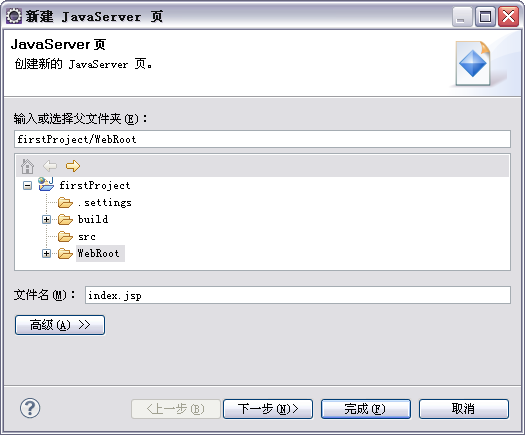 新建 JavaServer 页
JavaServer 页
创建新的 JavaServer 页。
输入或选择父文件夹(E)：
firstProject/WebRoot
firstProject
.settings
build
src
WebRoot
文件名(M)：
index.jsp
高级(A) >>
?
<上一步(B)
下一步(N)>
完成(F)
取消